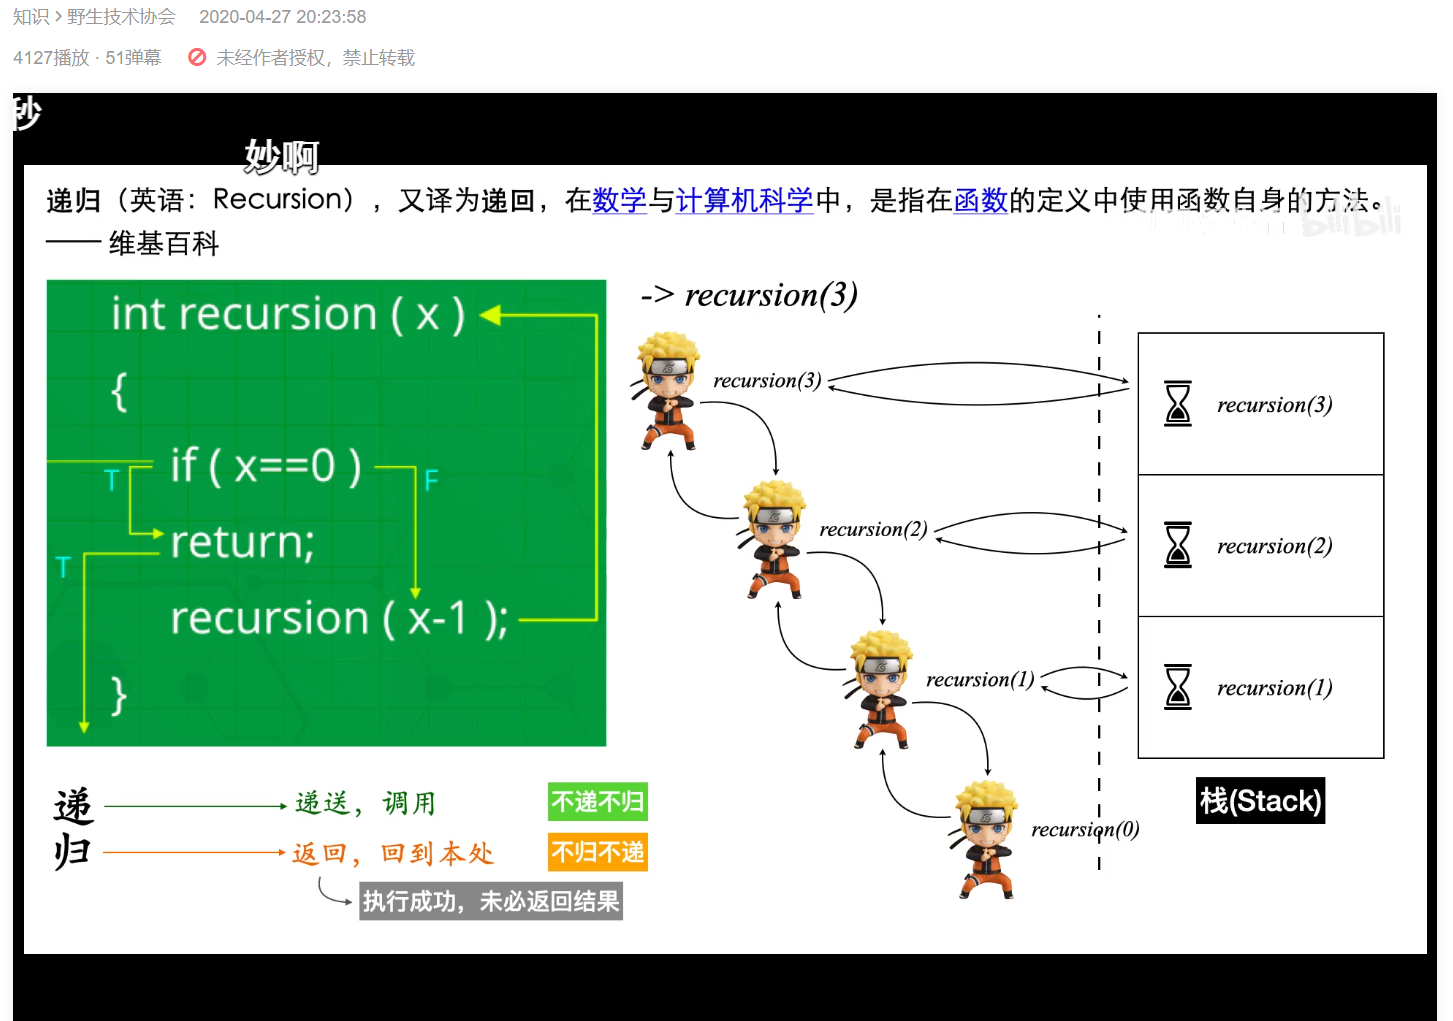 知识 > 野生技术协会 2020-04-27 20:23:58
4127播放 · 51弹幕 未经作者授权，禁止转载
秒
妙啊
递归（英语：Recursion），又译为递回，在数学与计算机科学中，是指在函数的定义中使用函数自身的方法。
—— 维基百科
bilibili
int recursion ( x )
{
if ( x==0 )
T
F
return;
T
recursion ( x-1 );
}
-> recursion(3)
recursion(3)
recursion(2)
recursion(1)
recursion(0)
recursion(3)
recursion(2)
recursion(1)
栈(Stack)
递 递送，调用 不递不归
归 返回，回到本处 不归不递
执行成功，未必返回结果